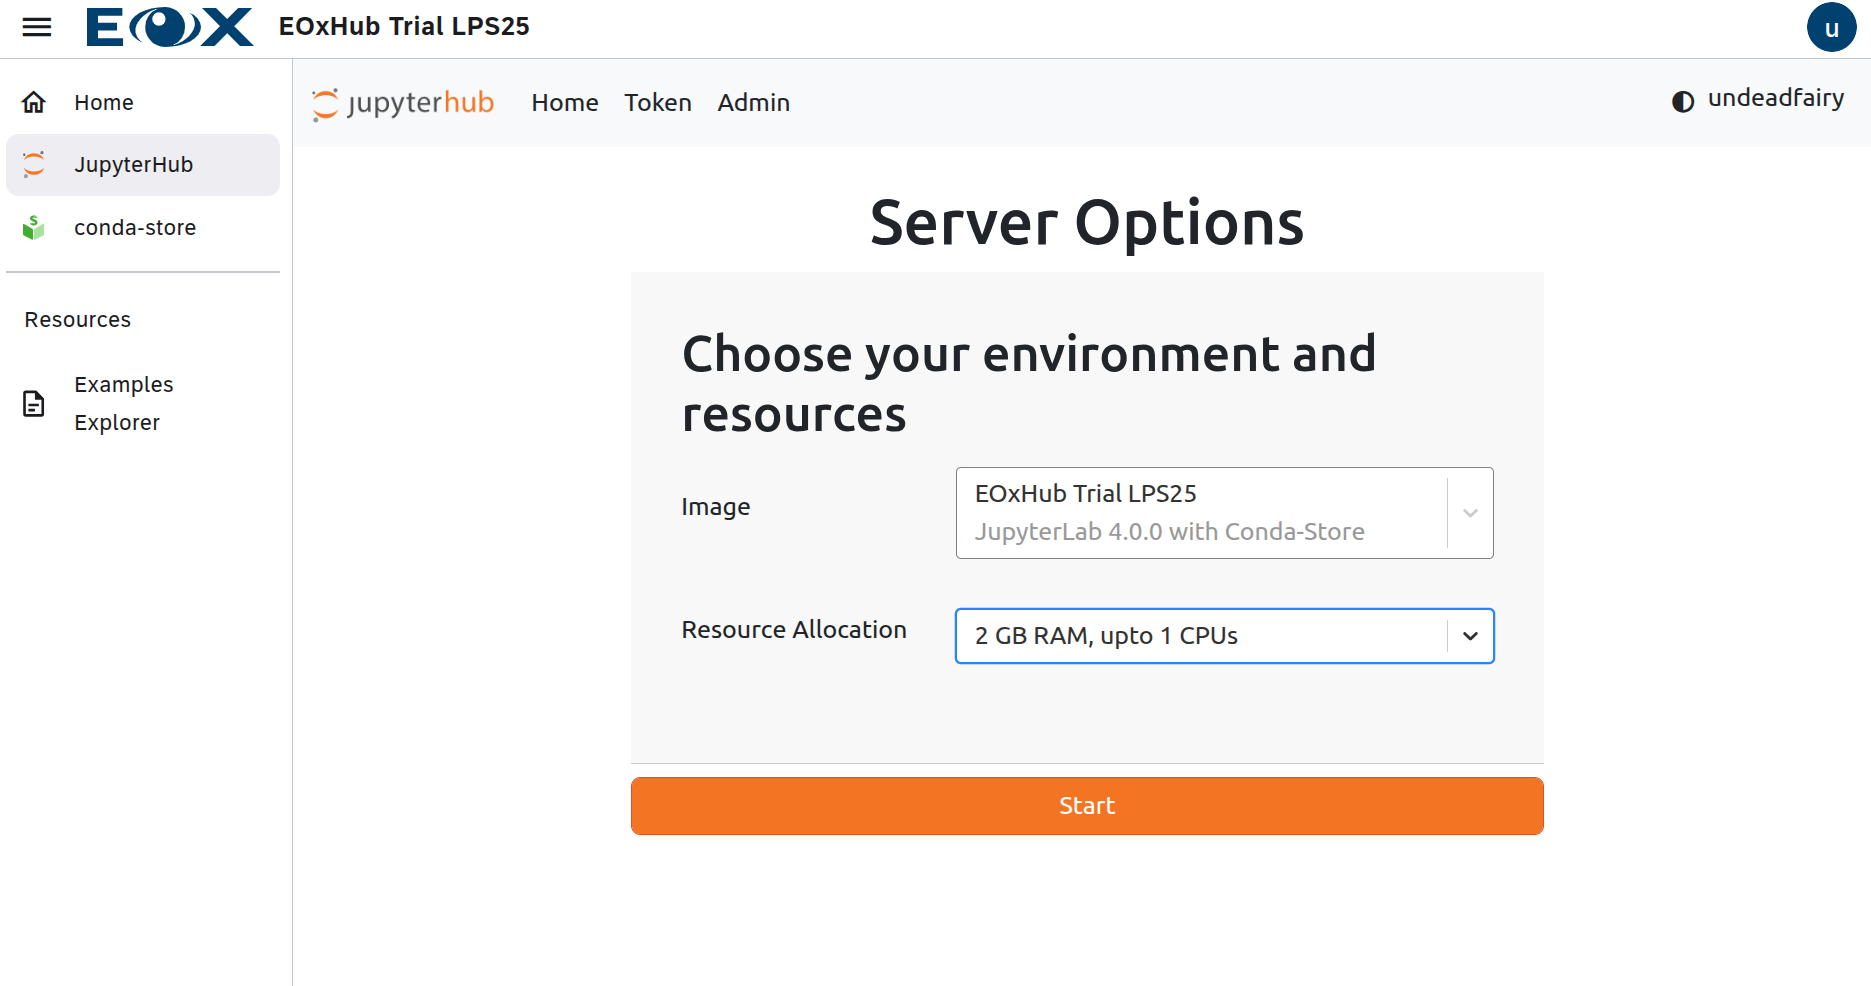 EOX EOxHub Trial LPS25
u
Home
JupyterHub
conda-store
Resources
Examples
Explorer
jupyterhub Home Token Admin
undeadfairy
Server Options
Choose your environment and
resources
Image
EOxHub Trial LPS25
JupyterLab 4.0.0 with Conda-Store
Resource Allocation
2 GB RAM, upto 1 CPUs
Start